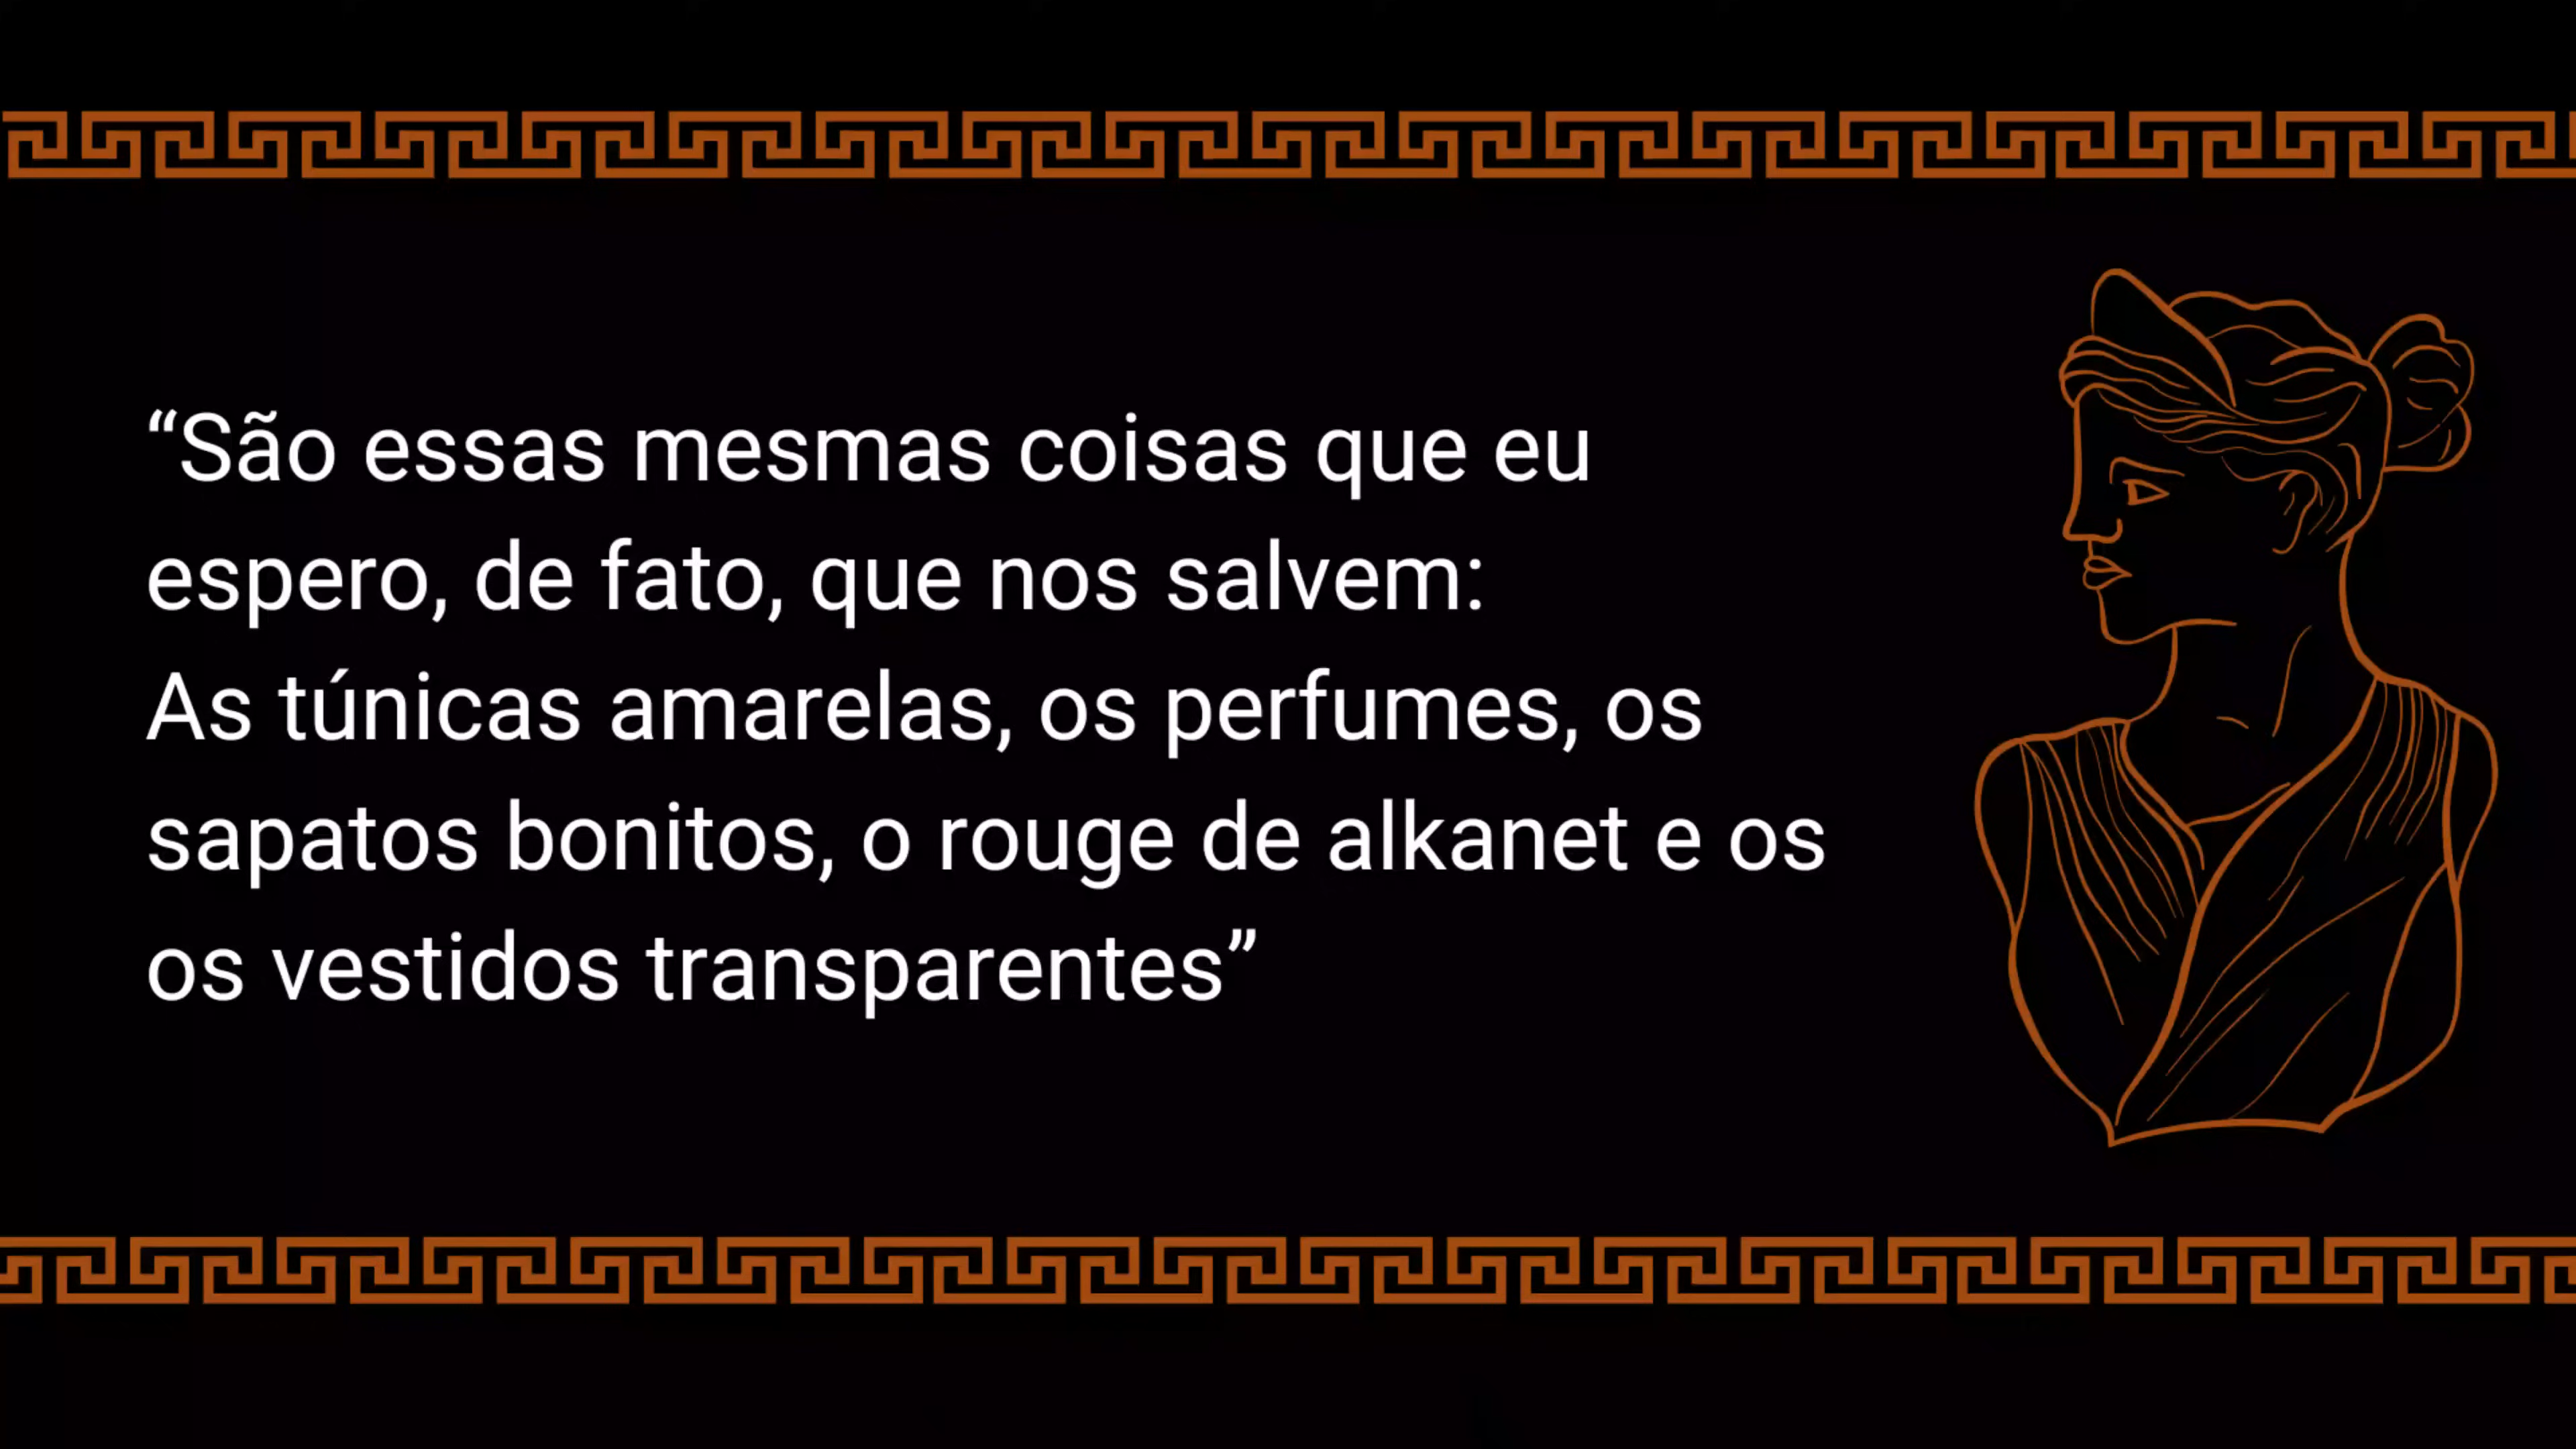 “São essas mesmas coisas que eu
espero, de fato, que nos salvem:
As túnicas amarelas, os perfumes, os
sapatos bonitos, o rouge de alkanet e os
os vestidos transparentes”